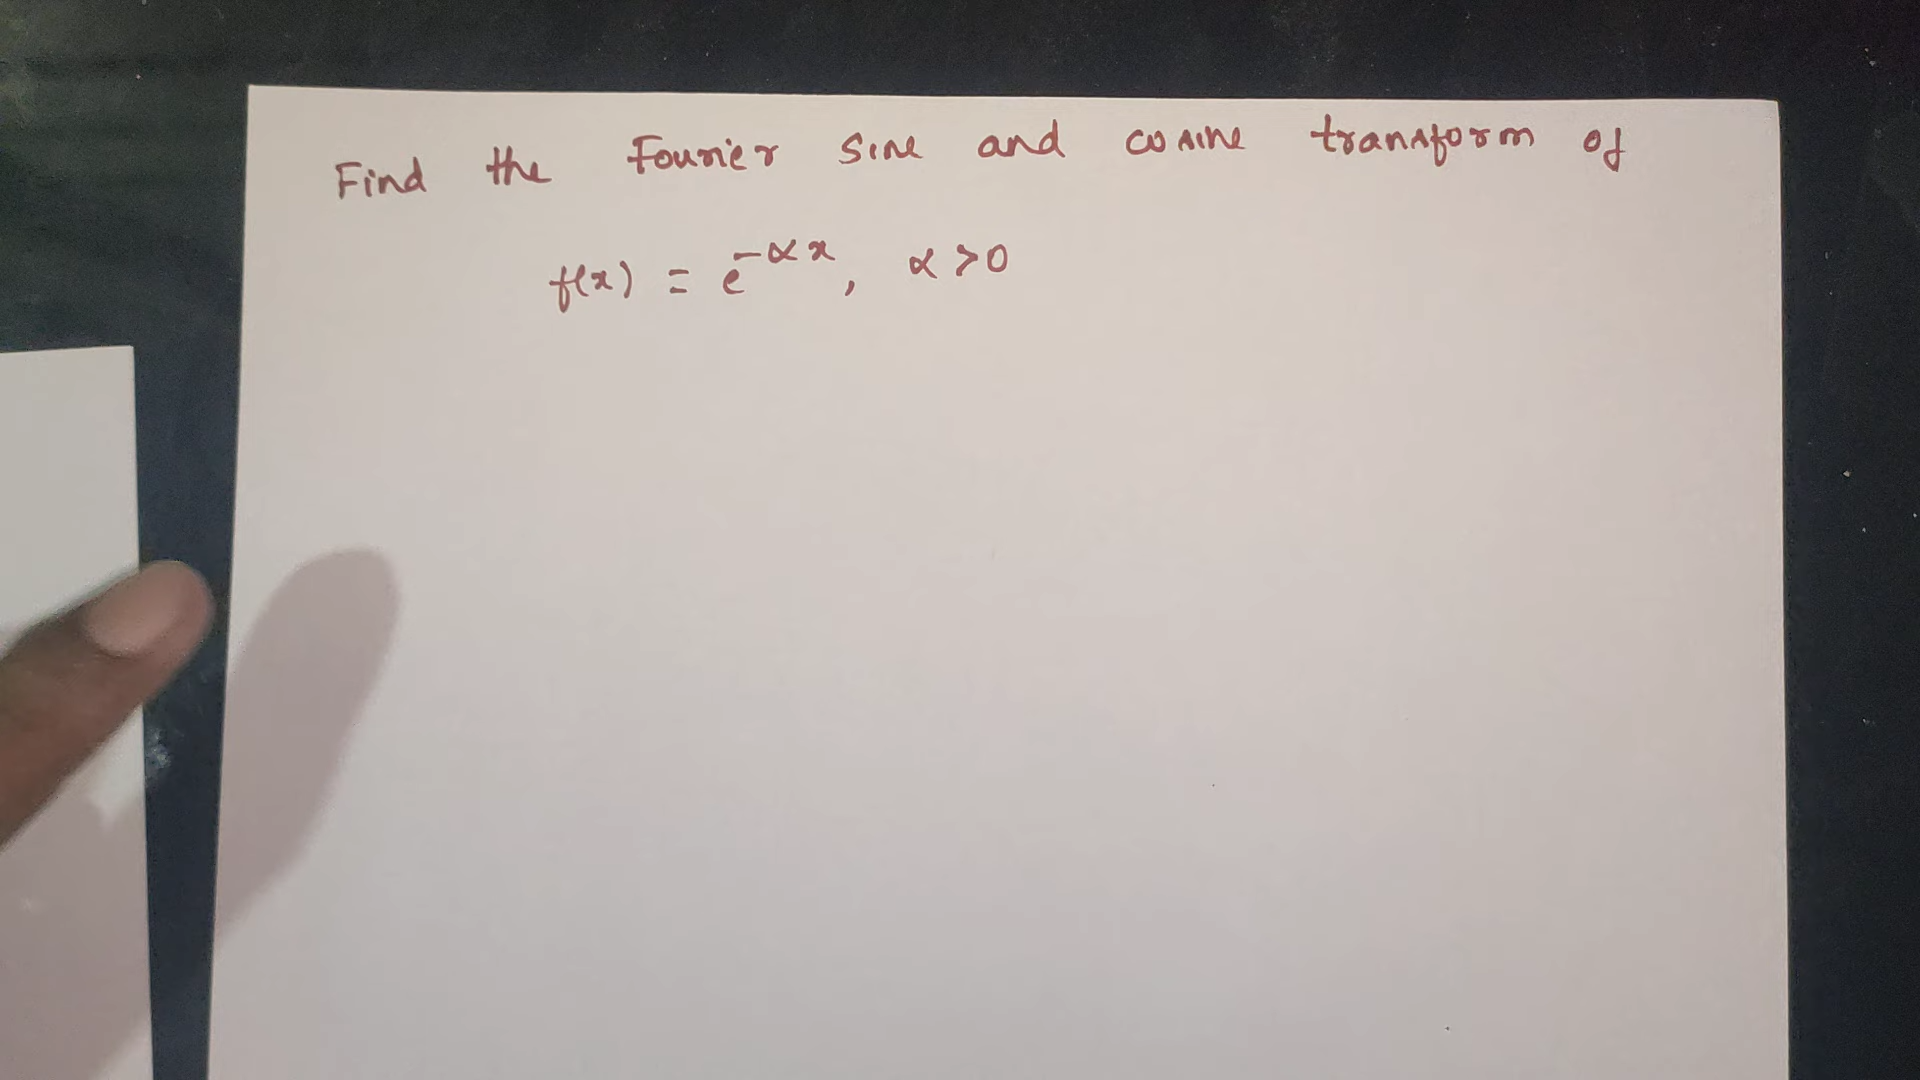 Find the Fourier sine and cosine transform of
f(x) = e^{-αx}, α > 0